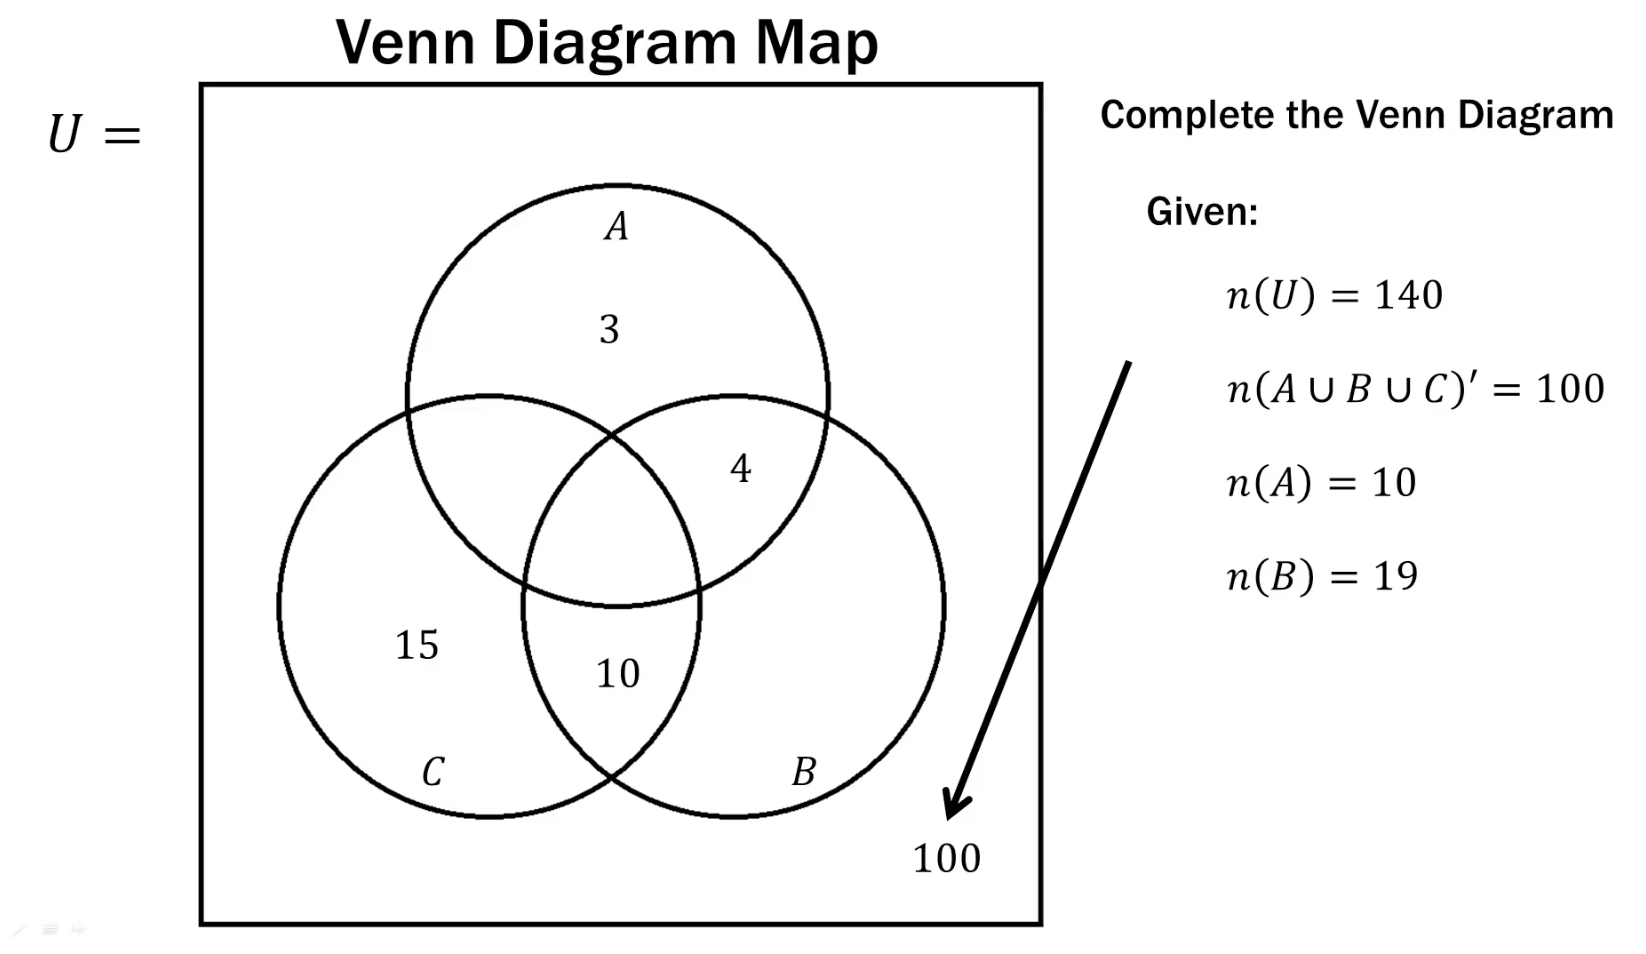 Venn Diagram Map
U =
A
3
4
15
10
C
B
100
Complete the Venn Diagram
Given:
n(U) = 140
n(A ∪ B ∪ C)′ = 100
n(A) = 10
n(B) = 19